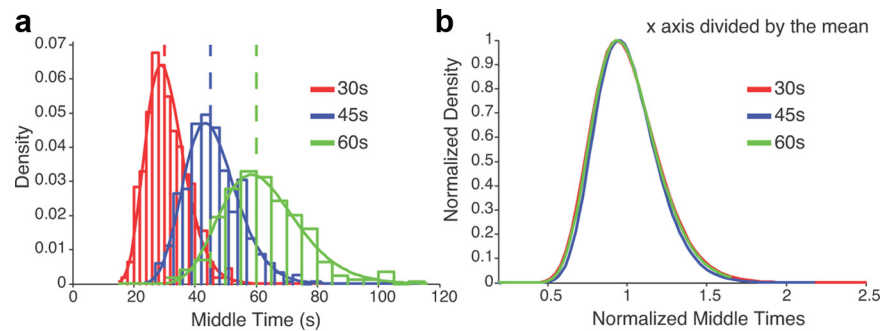 a
0.07
0.06
0.05
0.04
0.03
0.02
0.01
0
Density
0 20 40 60 80 100 120
Middle Time (s)
30s
45s
60s
b
x axis divided by the mean
1
0.9
0.8
0.7
0.6
0.5
0.4
0.3
0.2
0.1
Normalized Density
0.5 1 1.5 2 2.5
Normalized Middle Times
30s
45s
60s